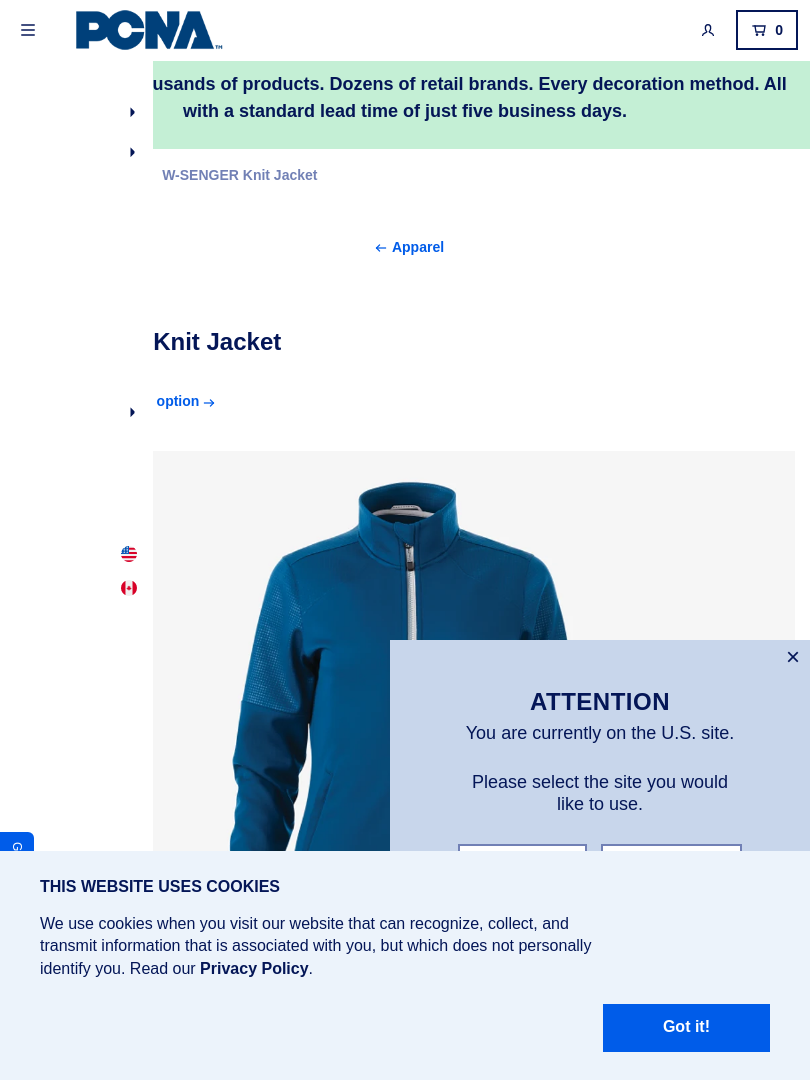 PCNA
TM
0
usands of products. Dozens of retail brands. Every decoration method. All
with a standard lead time of just five business days.
W-SENGER Knit Jacket
Apparel
Knit Jacket
option
ATTENTION
You are currently on the U.S. site.
Please select the site you would
like to use.
G
THIS WEBSITE USES COOKIES
We use cookies when you visit our website that can recognize, collect, and
transmit information that is associated with you, but which does not personally
identify you. Read our Privacy Policy.
Got it!